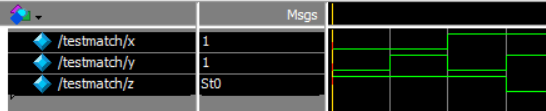 Msgs
/testmatch/x 1
/testmatch/y 1
/testmatch/z St0